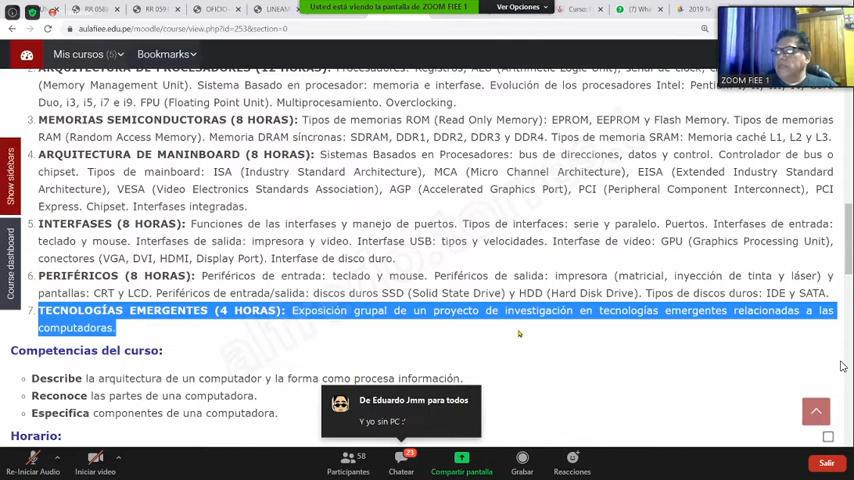 RR 058
RR 059
OFICIO
LINEAM
Usted está viendo la pantalla de ZOOM FIEE 1
Ver Opciones
Curso:
(?) Wha
2019 Te
aulafiee.edu.pe/moodle/course/view.php?id=253&section=0
Mis cursos (5)
Bookmarks
ZOOM FIEE 1
(Memory Management Unit). Sistema Basado en procesador: memoria e interfase. Evolución de los procesadores Intel:
Duo, i3, i5, i7 e i9. FPU (Floating Point Unit). Multiprocesamiento. Overclocking.
3. MEMORIAS SEMICONDUCTORAS (8 HORAS): Tipos de memorias ROM (Read Only Memory): EPROM, EEPROM y Flash Memory. Tipos de memorias
RAM (Random Access Memory). Memoria DRAM síncronas: SDRAM, DDR1, DDR2, DDR3 y DDR4. Tipos de memoria SRAM: Memoria caché L1, L2 y L3.
4. ARQUITECTURA DE MANINBOARD (8 HORAS): Sistemas Basados en Procesadores: bus de direcciones, datos y control. Controlador de bus o
chipset. Tipos de mainboard: ISA (Industry Standard Architecture), MCA (Micro Channel Architecture), EISA (Extended Industry Standard
Architecture), VESA (Video Electronics Standards Association), AGP (Accelerated Graphics Port), PCI (Peripheral Component Interconnect), PCI
Express. Chipset. Interfases integradas.
5. INTERFASES (8 HORAS): Funciones de las interfases y manejo de puertos. Tipos de interfases: serie y paralelo. Puertos. Interfases de entrada:
teclado y mouse. Interfases de salida: impresora y video. Interfase USB: tipos y velocidades. Interfase de video: GPU (Graphics Processing Unit),
conectores (VGA, DVI, HDMI, Display Port). Interfase de disco duro.
6. PERIFÉRICOS (8 HORAS): Periféricos de entrada: teclado y mouse. Periféricos de salida: impresora (matricial, inyección de tinta y láser) y
pantallas: CRT y LCD. Periféricos de entrada/salida: discos duros SSD (Solid State Drive) y HDD (Hard Disk Drive). Tipos de discos duros: IDE y SATA.
7. TECNOLOGÍAS EMERGENTES (4 HORAS): Exposición grupal de un proyecto de investigación en tecnologías emergentes relacionadas a las
computadoras.
Competencias del curso:
Describe la arquitectura de un computador y la forma como procesa información.
Reconoce las partes de una computadora.
Especifica componentes de una computadora.
Horario:
Show sidebars
Course dashboard
De Eduardo Jmm para todos
Y yo sin PC :'
58
23
Re-Iniciar Audio
Iniciar video
Participantes
Chatear
Compartir pantalla
Grabar
Reacciones
Salir